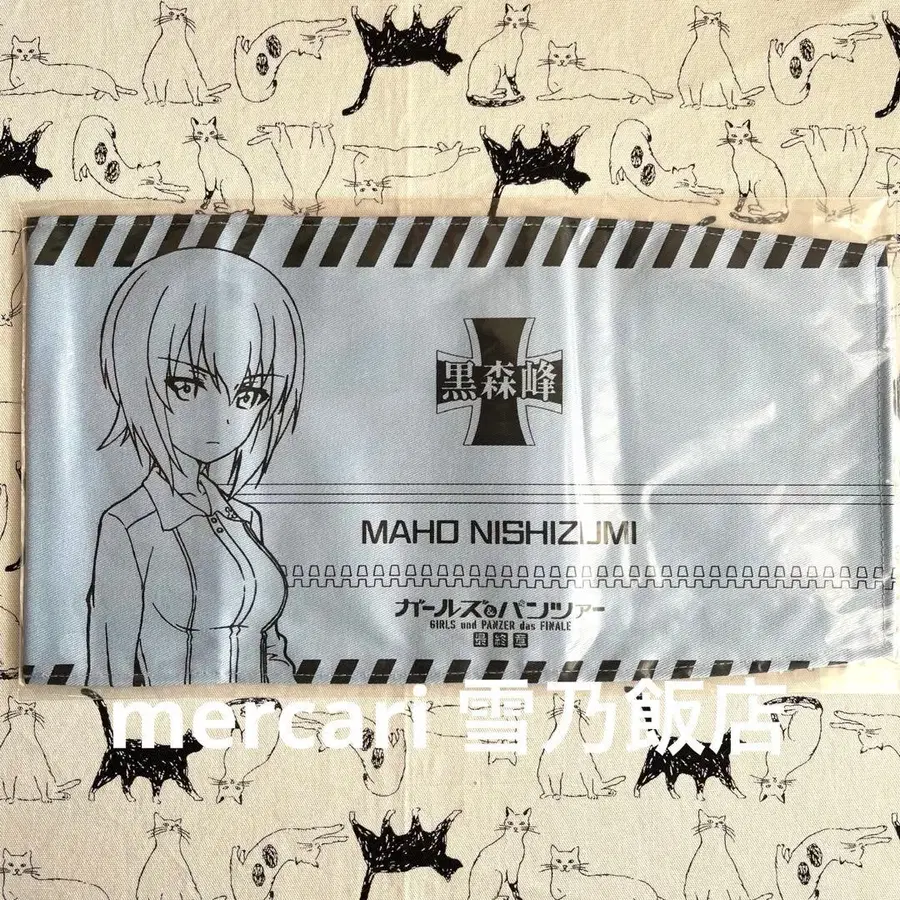 黒森峰
MAHO NISHIZUMI
ガールズ&パンツァー
GIRLS und PANZER das FINALE
最終章
mercari 雪乃飯店